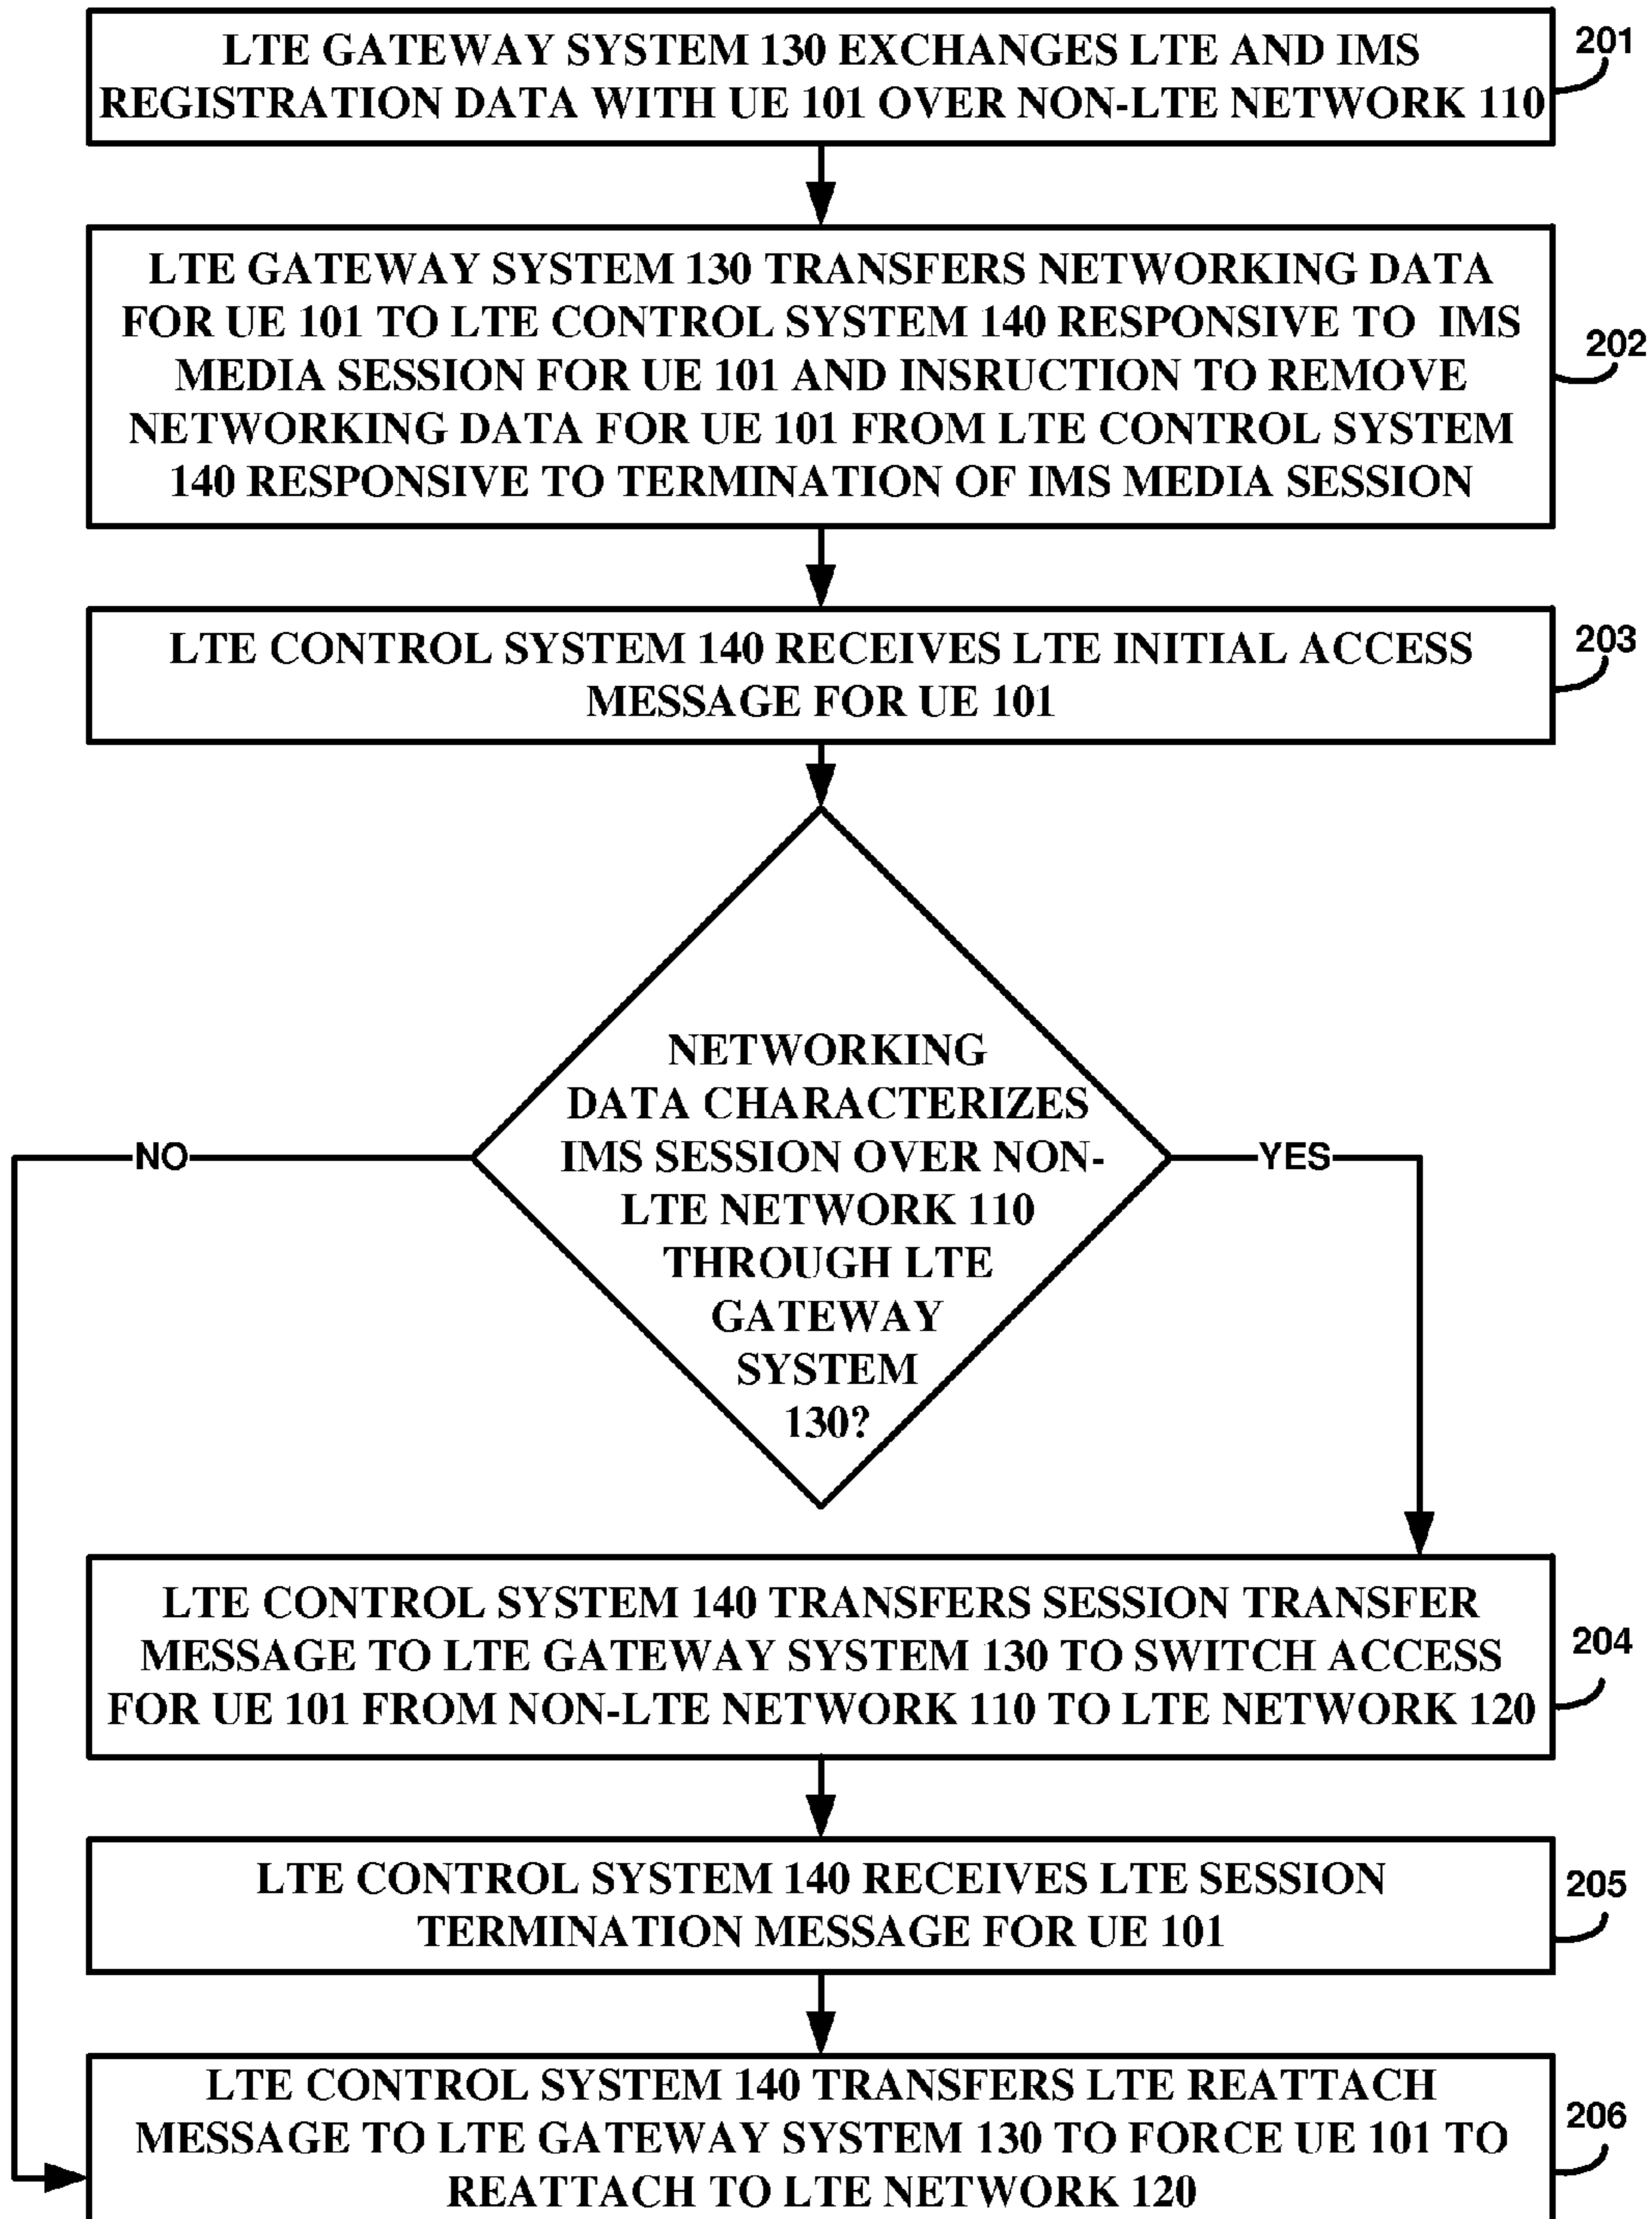 LTE GATEWAY SYSTEM 130 EXCHANGES LTE AND IMS
REGISTRATION DATA WITH UE 101 OVER NON-LTE NETWORK 110
201
LTE GATEWAY SYSTEM 130 TRANSFERS NETWORKING DATA
FOR UE 101 TO LTE CONTROL SYSTEM 140 RESPONSIVE TO IMS
MEDIA SESSION FOR UE 101 AND INSRUCTION TO REMOVE
NETWORKING DATA FOR UE 101 FROM LTE CONTROL SYSTEM
140 RESPONSIVE TO TERMINATION OF IMS MEDIA SESSION
202
LTE CONTROL SYSTEM 140 RECEIVES LTE INITIAL ACCESS
MESSAGE FOR UE 101
203
NETWORKING
DATA CHARACTERIZES
IMS SESSION OVER NON-
LTE NETWORK 110
THROUGH LTE
GATEWAY
SYSTEM
130?
NO
YES
LTE CONTROL SYSTEM 140 TRANSFERS SESSION TRANSFER
MESSAGE TO LTE GATEWAY SYSTEM 130 TO SWITCH ACCESS
FOR UE 101 FROM NON-LTE NETWORK 110 TO LTE NETWORK 120
204
LTE CONTROL SYSTEM 140 RECEIVES LTE SESSION
TERMINATION MESSAGE FOR UE 101
205
LTE CONTROL SYSTEM 140 TRANSFERS LTE REATTACH
MESSAGE TO LTE GATEWAY SYSTEM 130 TO FORCE UE 101 TO
REATTACH TO LTE NETWORK 120
206